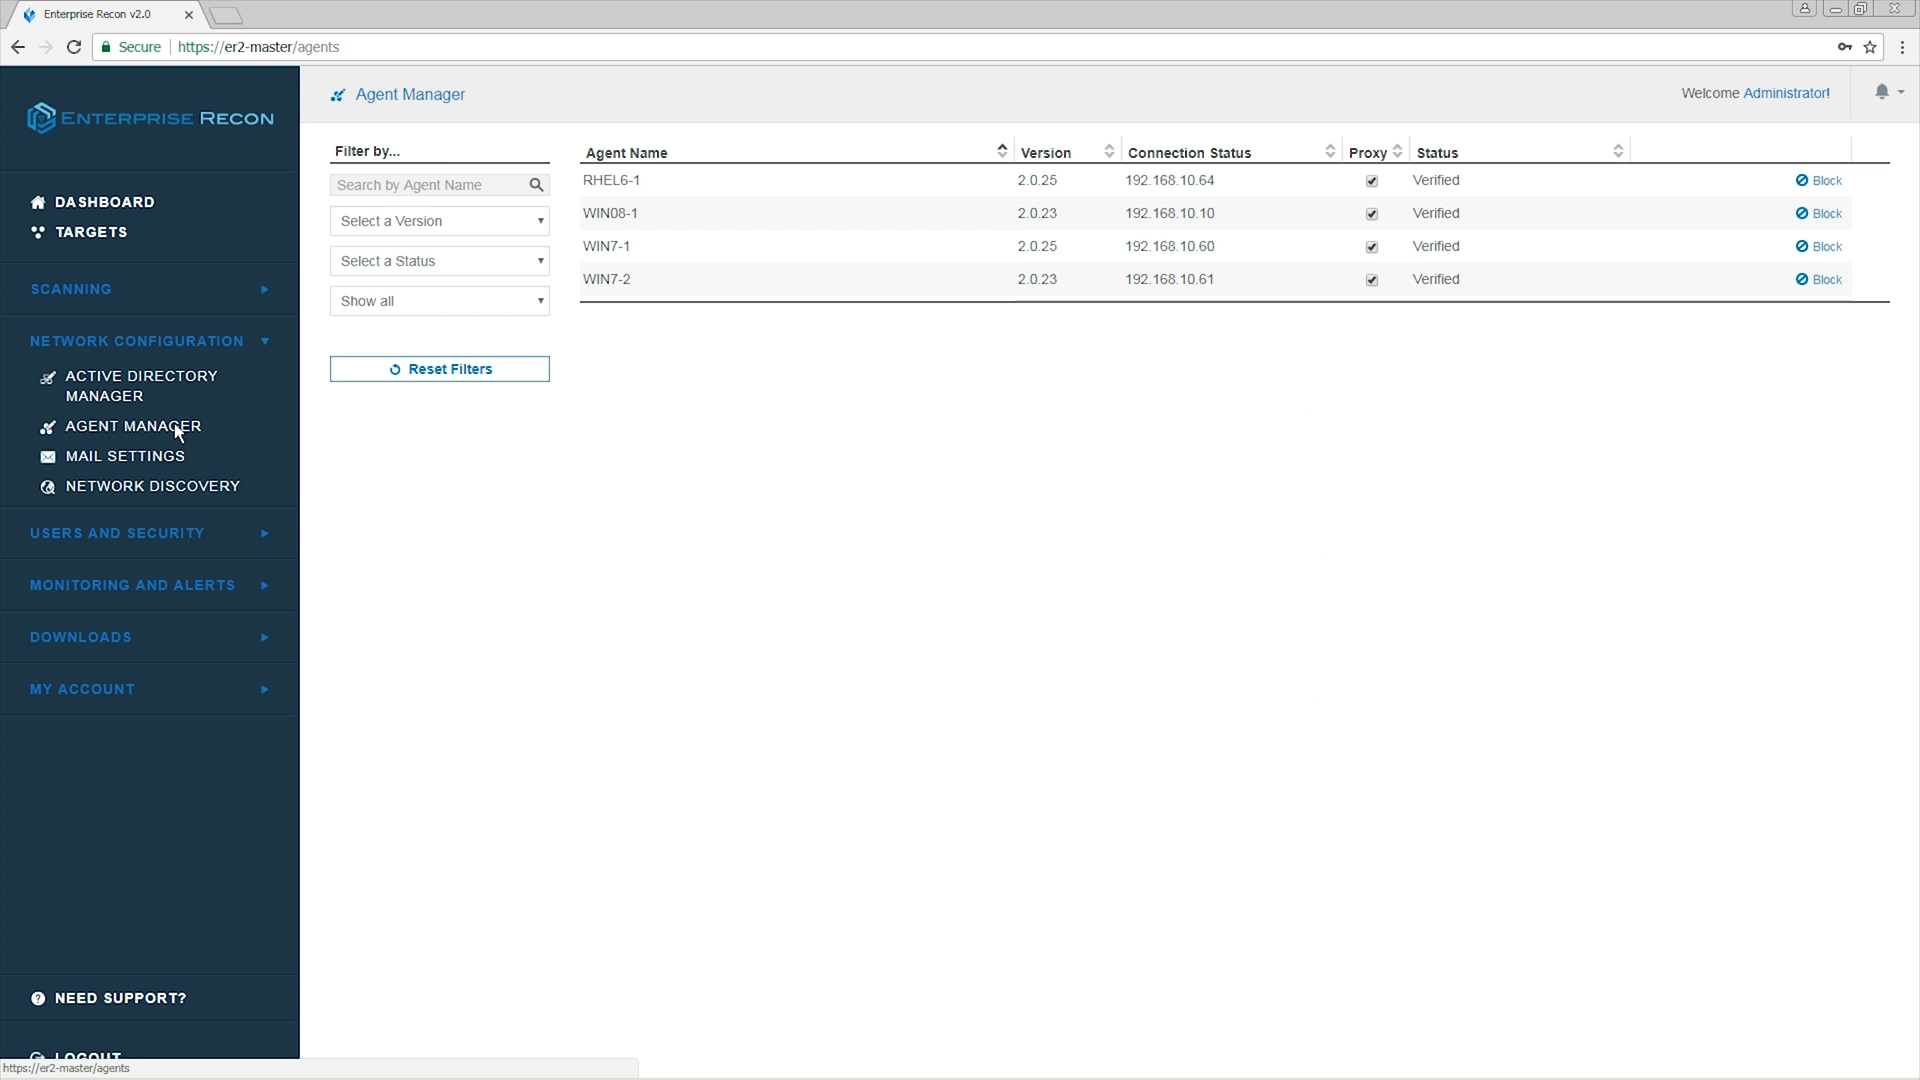 Enterprise Recon v2.0
Secure | https://er2-master/agents
ENTERPRISE RECON
Agent Manager
Welcome Administrator!
DASHBOARD
TARGETS
SCANNING
NETWORK CONFIGURATION
ACTIVE DIRECTORY
MANAGER
AGENT MANAGER
MAIL SETTINGS
NETWORK DISCOVERY
USERS AND SECURITY
MONITORING AND ALERTS
DOWNLOADS
MY ACCOUNT
NEED SUPPORT?
LOGOUT
Filter by...
Search by Agent Name
Select a Version
Select a Status
Show all
Reset Filters
Agent Name Version Connection Status Proxy Status
RHEL6-1 2.0.25 192.168.10.64 Verified Block
WIN08-1 2.0.23 192.168.10.10 Verified Block
WIN7-1 2.0.25 192.168.10.60 Verified Block
WIN7-2 2.0.23 192.168.10.61 Verified Block
https://er2-master/agents